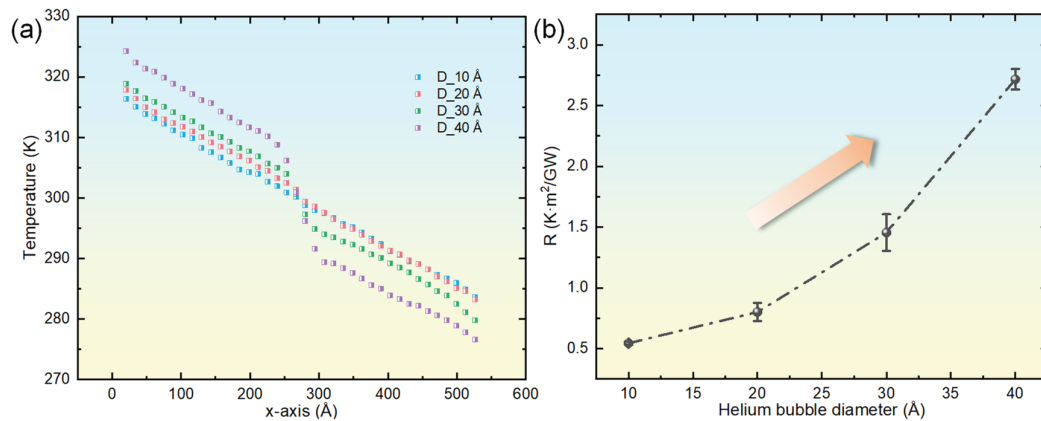 (a)
Temperature (K)
330
320
310
300
290
280
270
D_10 Å
D_20 Å
D_30 Å
D_40 Å
0 100 200 300 400 500 600
x-axis (Å)
(b)
R (K·m²/GW)
3.0
2.5
2.0
1.5
1.0
0.5
10 15 20 25 30 35 40
Helium bubble diameter (Å)